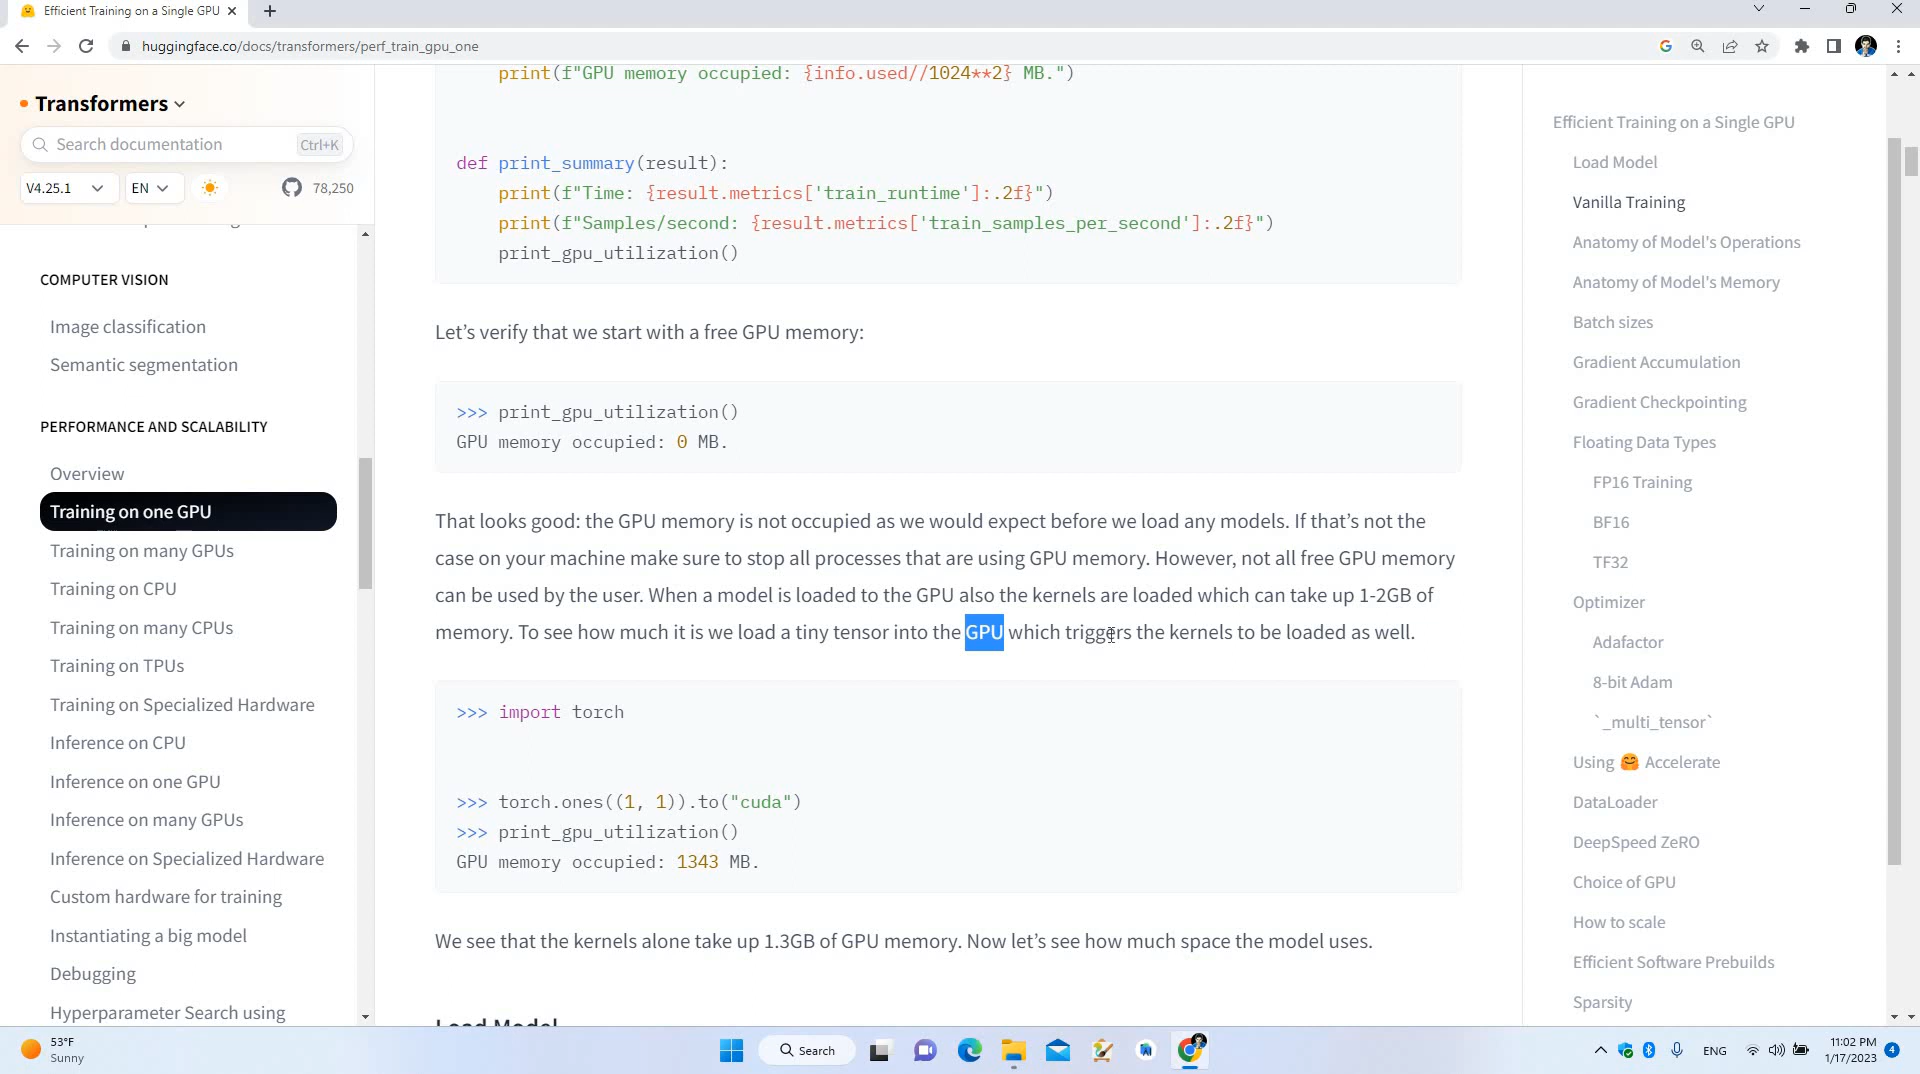 Efficient Training on a Single GPU
huggingface.co/docs/transformers/perf_train_gpu_one
Transformers
Search documentation Ctrl+K
V4.25.1 EN 78,250
COMPUTER VISION
Image classification
Semantic segmentation
PERFORMANCE AND SCALABILITY
Overview
Training on one GPU
Training on many GPUs
Training on CPU
Training on many CPUs
Training on TPUs
Training on Specialized Hardware
Inference on CPU
Inference on one GPU
Inference on many GPUs
Inference on Specialized Hardware
Custom hardware for training
Instantiating a big model
Debugging
Hyperparameter Search using
print(f"GPU memory occupied: {info.used//1024**2} MB.")
def print_summary(result):
print(f"Time: {result.metrics['train_runtime']:.2f}")
print(f"Samples/second: {result.metrics['train_samples_per_second']:.2f}")
print_gpu_utilization()
Let’s verify that we start with a free GPU memory:
>>> print_gpu_utilization()
GPU memory occupied: 0 MB.
That looks good: the GPU memory is not occupied as we would expect before we load any models. If that’s not the
case on your machine make sure to stop all processes that are using GPU memory. However, not all free GPU memory
can be used by the user. When a model is loaded to the GPU also the kernels are loaded which can take up 1-2GB of
memory. To see how much it is we load a tiny tensor into the GPU which triggers the kernels to be loaded as well.
>>> import torch
>>> torch.ones((1, 1)).to("cuda")
>>> print_gpu_utilization()
GPU memory occupied: 1343 MB.
We see that the kernels alone take up 1.3GB of GPU memory. Now let’s see how much space the model uses.
Load Model
Efficient Training on a Single GPU
Load Model
Vanilla Training
Anatomy of Model's Operations
Anatomy of Model's Memory
Batch sizes
Gradient Accumulation
Gradient Checkpointing
Floating Data Types
FP16 Training
BF16
TF32
Optimizer
Adafactor
8-bit Adam
`_multi_tensor`
Using 🤗 Accelerate
DataLoader
DeepSpeed ZeRO
Choice of GPU
How to scale
Efficient Software Prebuilds
Sparsity
53°F
Sunny
Search
ENG
11:02 PM
1/17/2023
4